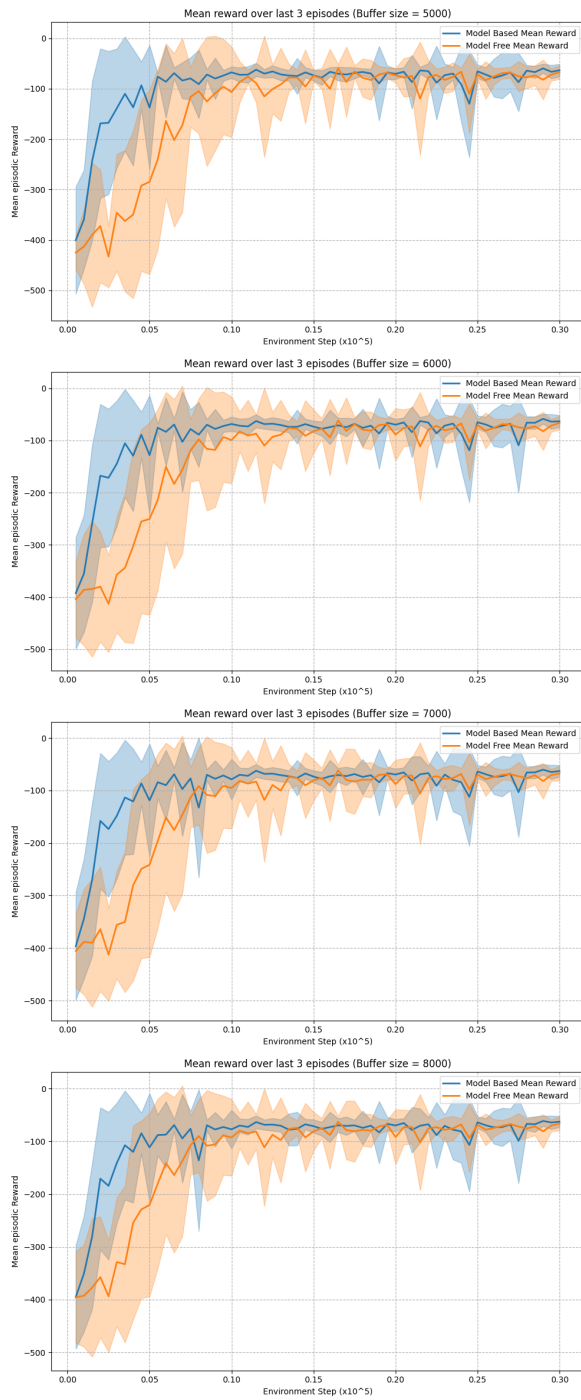 Mean reward over last 3 episodes (Buffer size = 5000)
Model Based Mean Reward
Model Free Mean Reward
Mean episodic Reward
0
−100
−200
−300
−400
−500
0.00 0.05 0.10 0.15 0.20 0.25 0.30
Environment Step (x10^5)
Mean reward over last 3 episodes (Buffer size = 6000)
Model Based Mean Reward
Model Free Mean Reward
Mean episodic Reward
0
−100
−200
−300
−400
−500
0.00 0.05 0.10 0.15 0.20 0.25 0.30
Environment Step (x10^5)
Mean reward over last 3 episodes (Buffer size = 7000)
Model Based Mean Reward
Model Free Mean Reward
Mean episodic Reward
0
−100
−200
−300
−400
−500
0.00 0.05 0.10 0.15 0.20 0.25 0.30
Environment Step (x10^5)
Mean reward over last 3 episodes (Buffer size = 8000)
Model Based Mean Reward
Model Free Mean Reward
Mean episodic Reward
0
−100
−200
−300
−400
−500
0.00 0.05 0.10 0.15 0.20 0.25 0.30
Environment Step (x10^5)